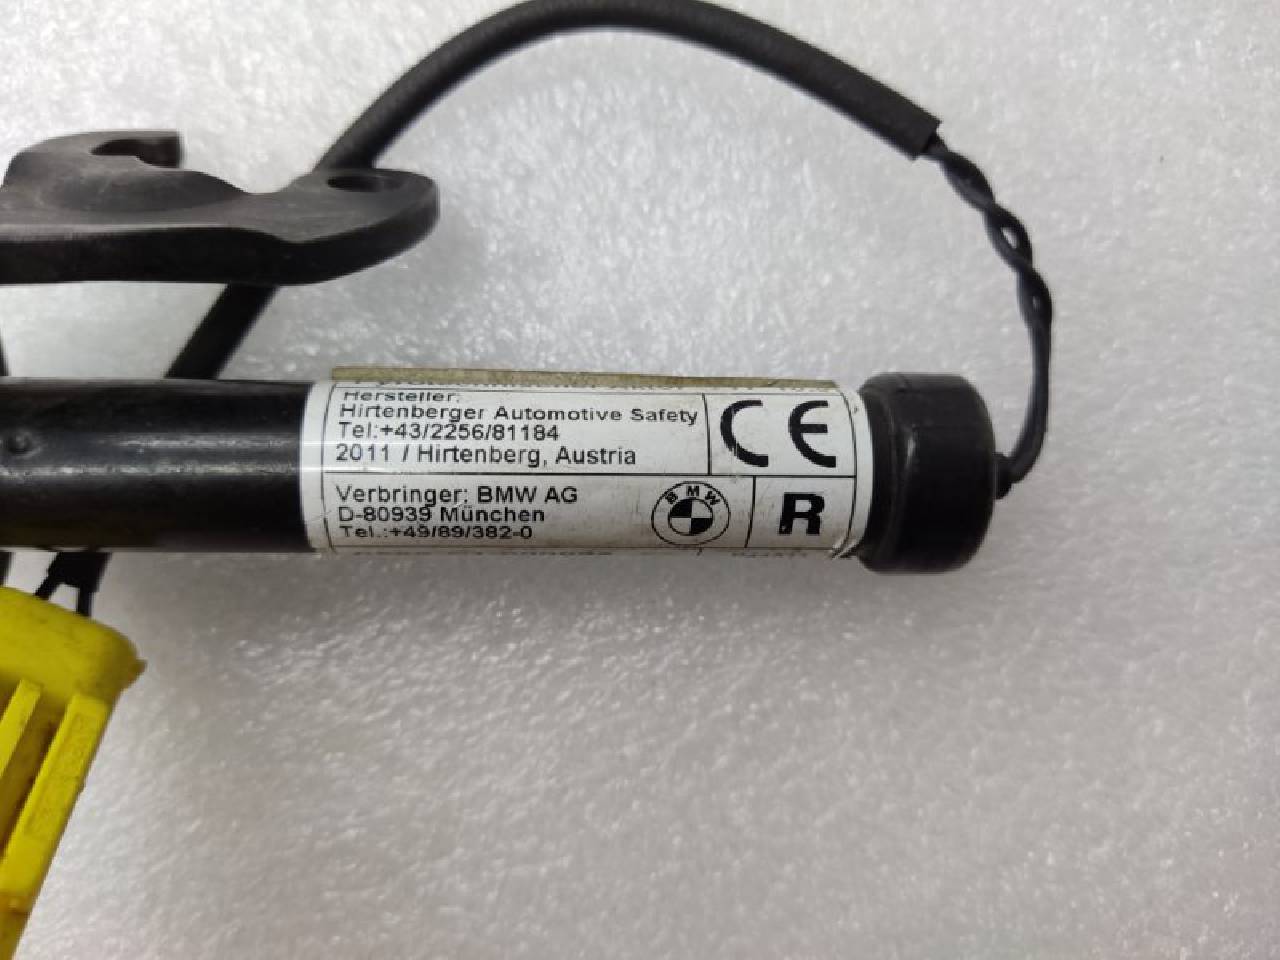 Hersteller:
Hirtenberger Automotive Safety
Tel:+43/2256/81184
2011 / Hirtenberg, Austria
CE
Verbringer: BMW AG
D-80939 München
Tel.:+49/89/382-0
BMW
R